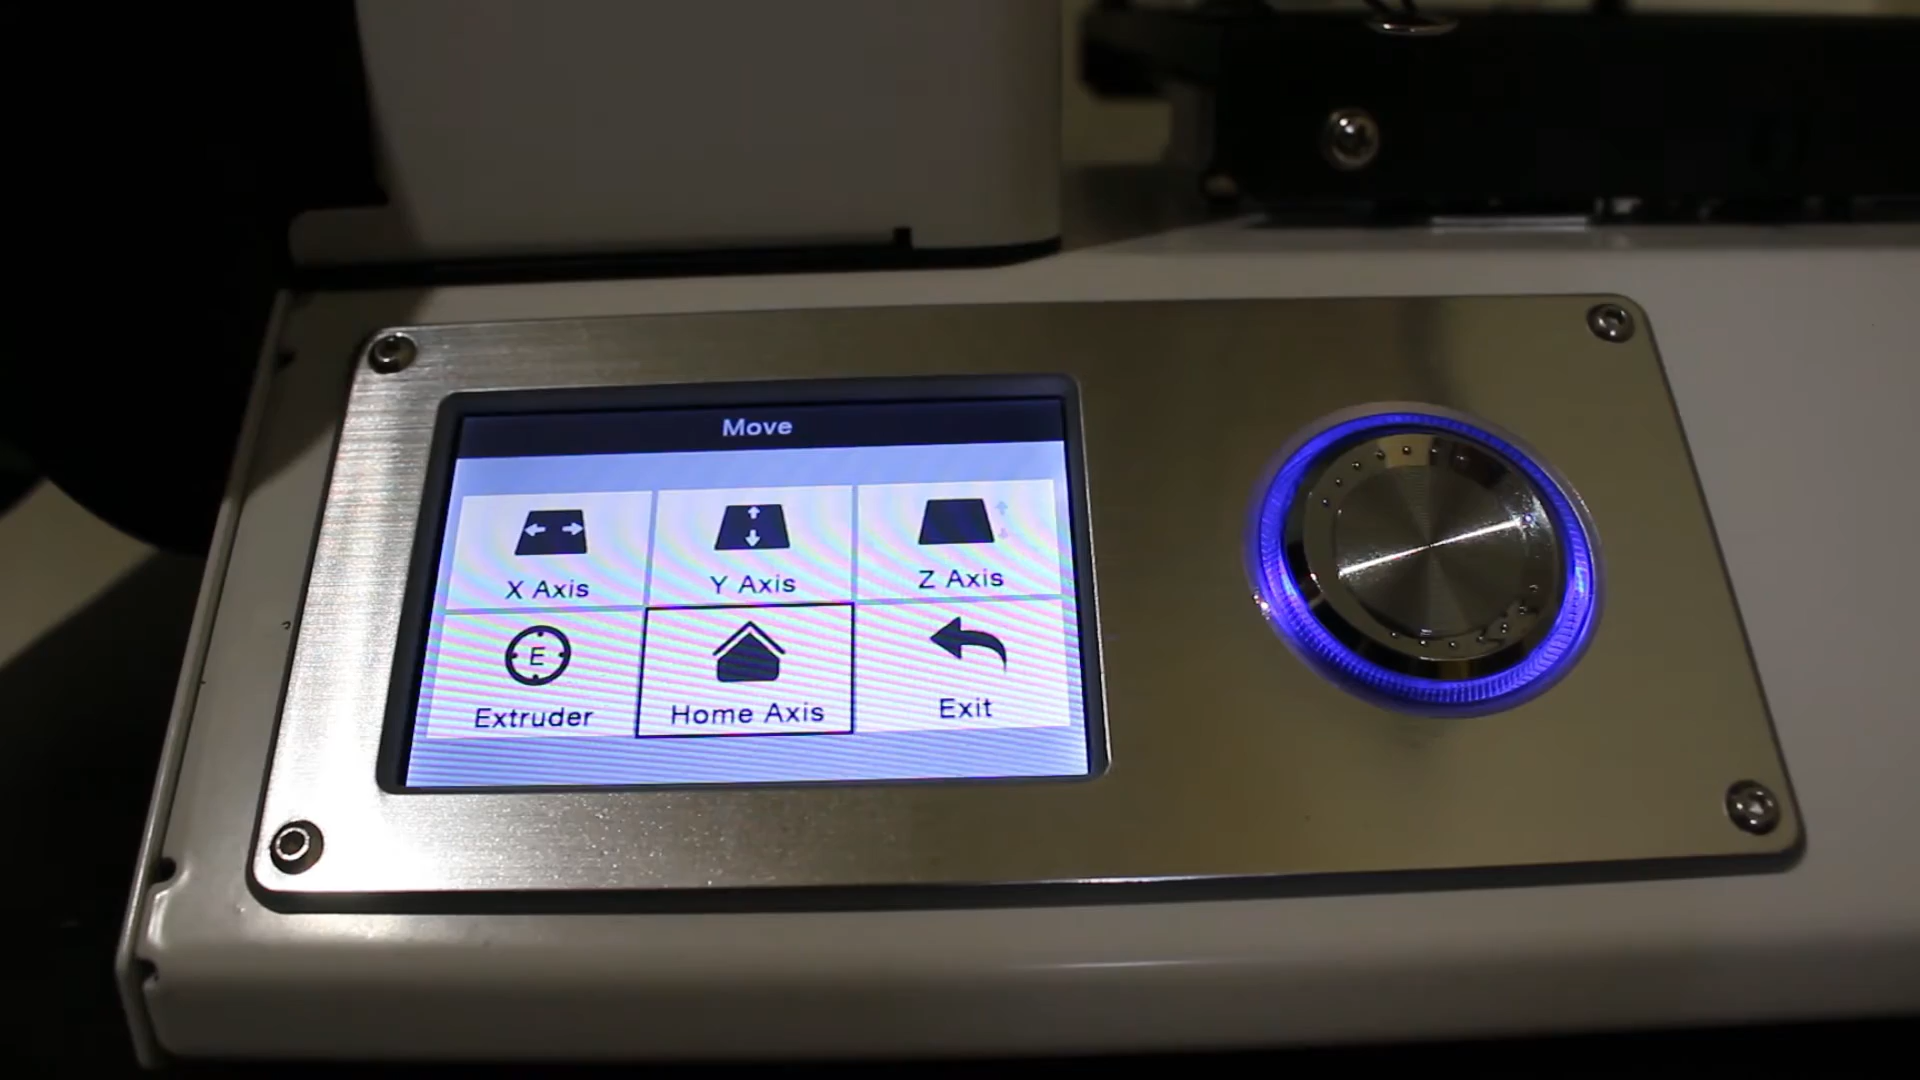 Move
X Axis
Y Axis
Z Axis
E
Extruder
Home Axis
Exit